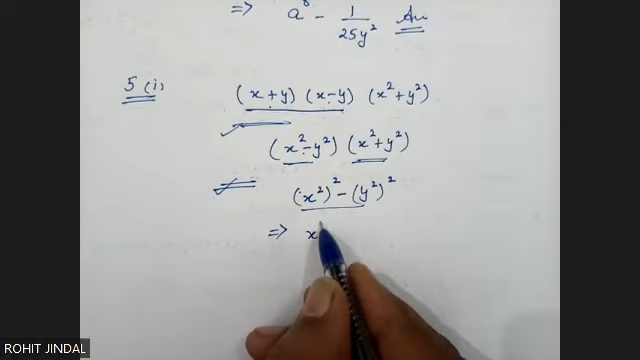 => a⁸ - 1/25y² Ans
5 (i) (x + y) (x - y) (x² + y²)
(x² - y²) (x² + y²)
(x²)² - (y²)²
=> x
ROHIT JINDAL